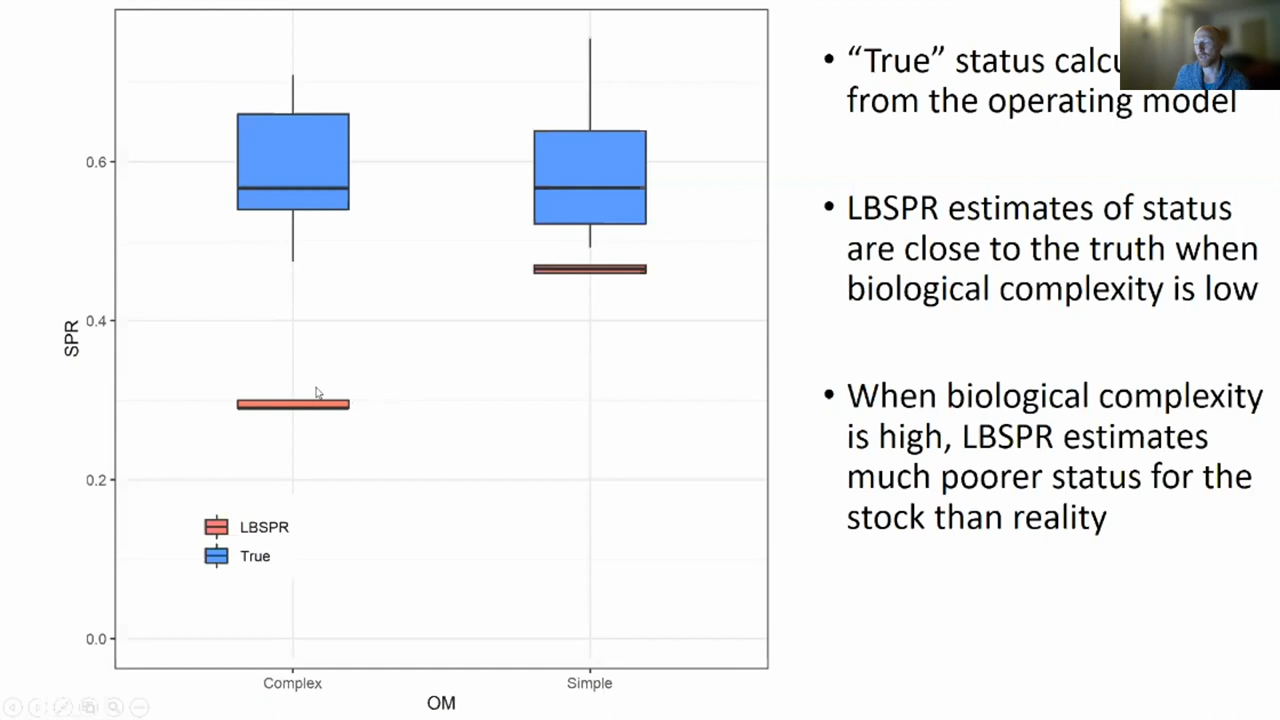 0.6
0.4
0.2
0.0
SPR
LBSPR
True
Complex
Simple
OM
• “True” status
from the operating model
• LBSPR estimates of status
are close to the truth when
biological complexity is low
• When biological complexity
is high, LBSPR estimates
much poorer status for the
stock than reality